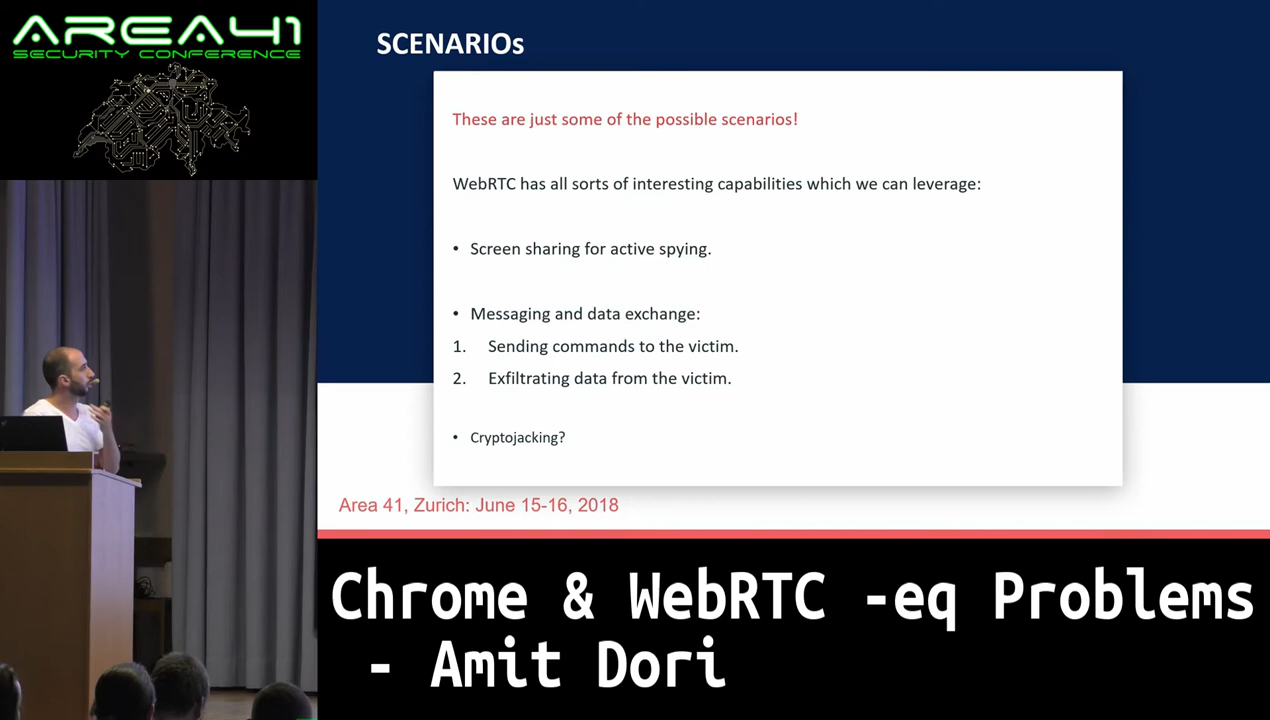 AREA41
SECURITY CONFERENCE
SCENARIOs
These are just some of the possible scenarios!
WebRTC has all sorts of interesting capabilities which we can leverage:
• Screen sharing for active spying.
• Messaging and data exchange:
1. Sending commands to the victim.
2. Exfiltrating data from the victim.
• Cryptojacking?
Area 41, Zurich: June 15-16, 2018
Chrome & WebRTC -eq Problems
- Amit Dori